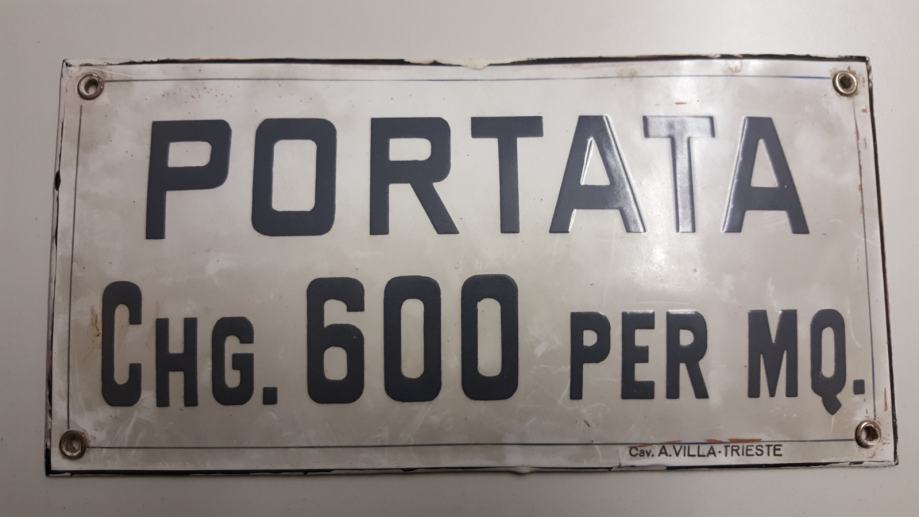 PORTATA
CHG. 600 PER MQ.
Cav. A.VILLA-TRIESTE